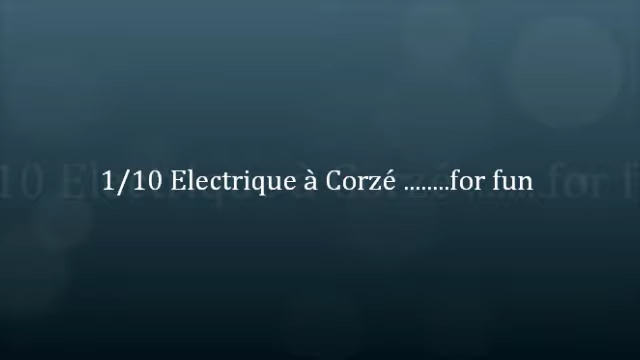 1/10 Electrique à Corzé ........for fun